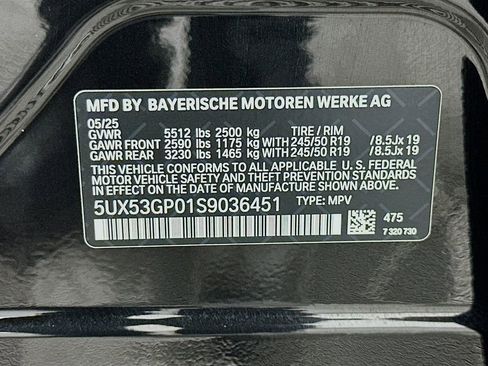 MFD BY BAYERISCHE MOTOREN WERKE AG
05/25
GVWR 5512 lbs 2500 kg TIRE / RIM
GAWR FRONT 2590 lbs 1175 kg WITH 245/50 R19 / 8.5Jx 19
GAWR REAR 3230 lbs 1465 kg WITH 245/50 R19 / 8.5Jx 19
THIS VEHICLE CONFORMS TO ALL APPLICABLE U. S. FEDERAL
MOTOR VEHICLE SAFETY, BUMPER, AND THEFT PREVENTION
STANDARDS IN EFFECT ON THE DATE OF MANUFACTURE SHOWN ABOVE.
5UX53GP01S9036451 TYPE: MPV
475
7 320 730